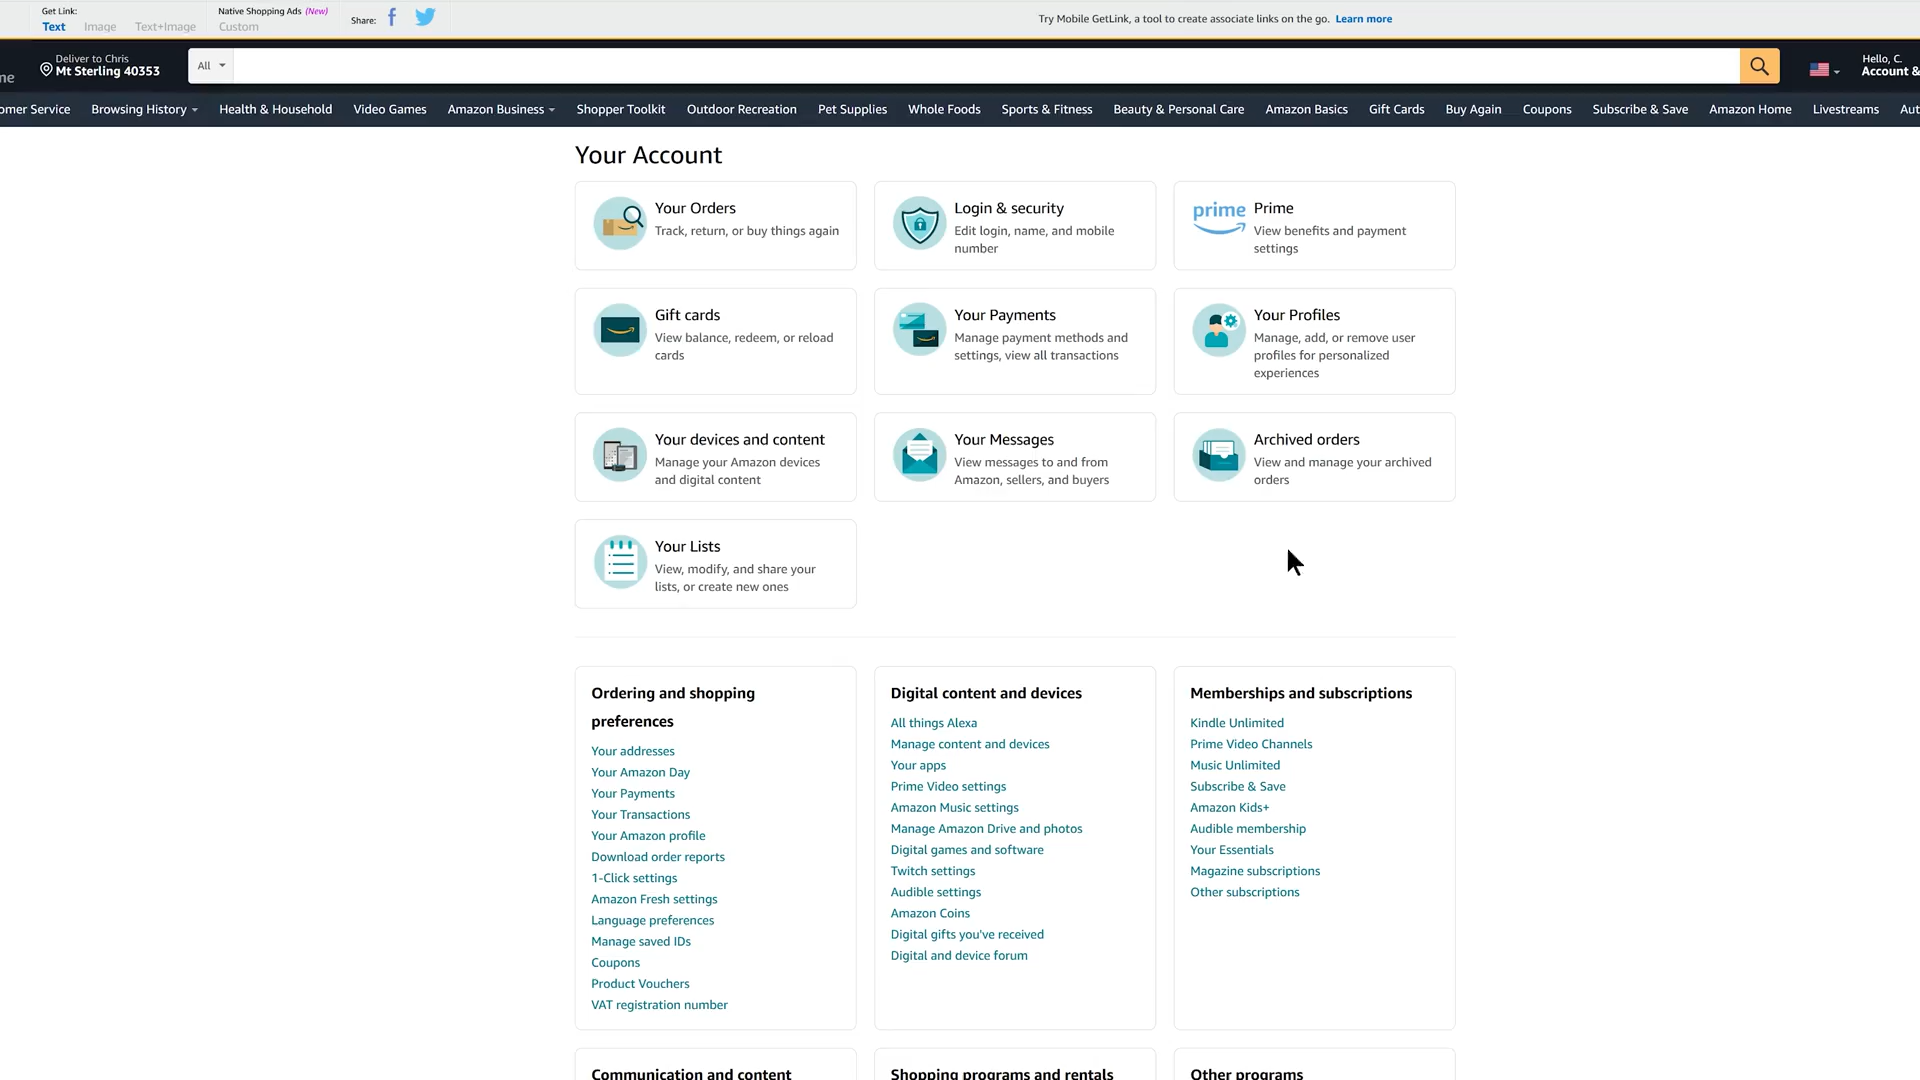 Get Link:
Text Image Text+Image
Native Shopping Ads (New)
Custom
Share:
Try Mobile GetLink, a tool to create associate links on the go. Learn more
ne
Deliver to Chris
Mt Sterling 40353
All
Hello, C.
Account &
omer Service Browsing History Health & Household Video Games Amazon Business Shopper Toolkit Outdoor Recreation Pet Supplies Whole Foods Sports & Fitness Beauty & Personal Care Amazon Basics Gift Cards Buy Again Coupons Subscribe & Save Amazon Home Livestreams Aut
Your Account
Your Orders
Track, return, or buy things again
Login & security
Edit login, name, and mobile
number
prime
Prime
View benefits and payment
settings
Gift cards
View balance, redeem, or reload
cards
Your Payments
Manage payment methods and
settings, view all transactions
Your Profiles
Manage, add, or remove user
profiles for personalized
experiences
Your devices and content
Manage your Amazon devices
and digital content
Your Messages
View messages to and from
Amazon, sellers, and buyers
Archived orders
View and manage your archived
orders
Your Lists
View, modify, and share your
lists, or create new ones
Ordering and shopping
preferences
Your addresses
Your Amazon Day
Your Payments
Your Transactions
Your Amazon profile
Download order reports
1-Click settings
Amazon Fresh settings
Language preferences
Manage saved IDs
Coupons
Product Vouchers
VAT registration number
Digital content and devices
All things Alexa
Manage content and devices
Your apps
Prime Video settings
Amazon Music settings
Manage Amazon Drive and photos
Digital games and software
Twitch settings
Audible settings
Amazon Coins
Digital gifts you've received
Digital and device forum
Memberships and subscriptions
Kindle Unlimited
Prime Video Channels
Music Unlimited
Subscribe & Save
Amazon Kids+
Audible membership
Your Essentials
Magazine subscriptions
Other subscriptions
Communication and content
Shopping programs and rentals
Other programs